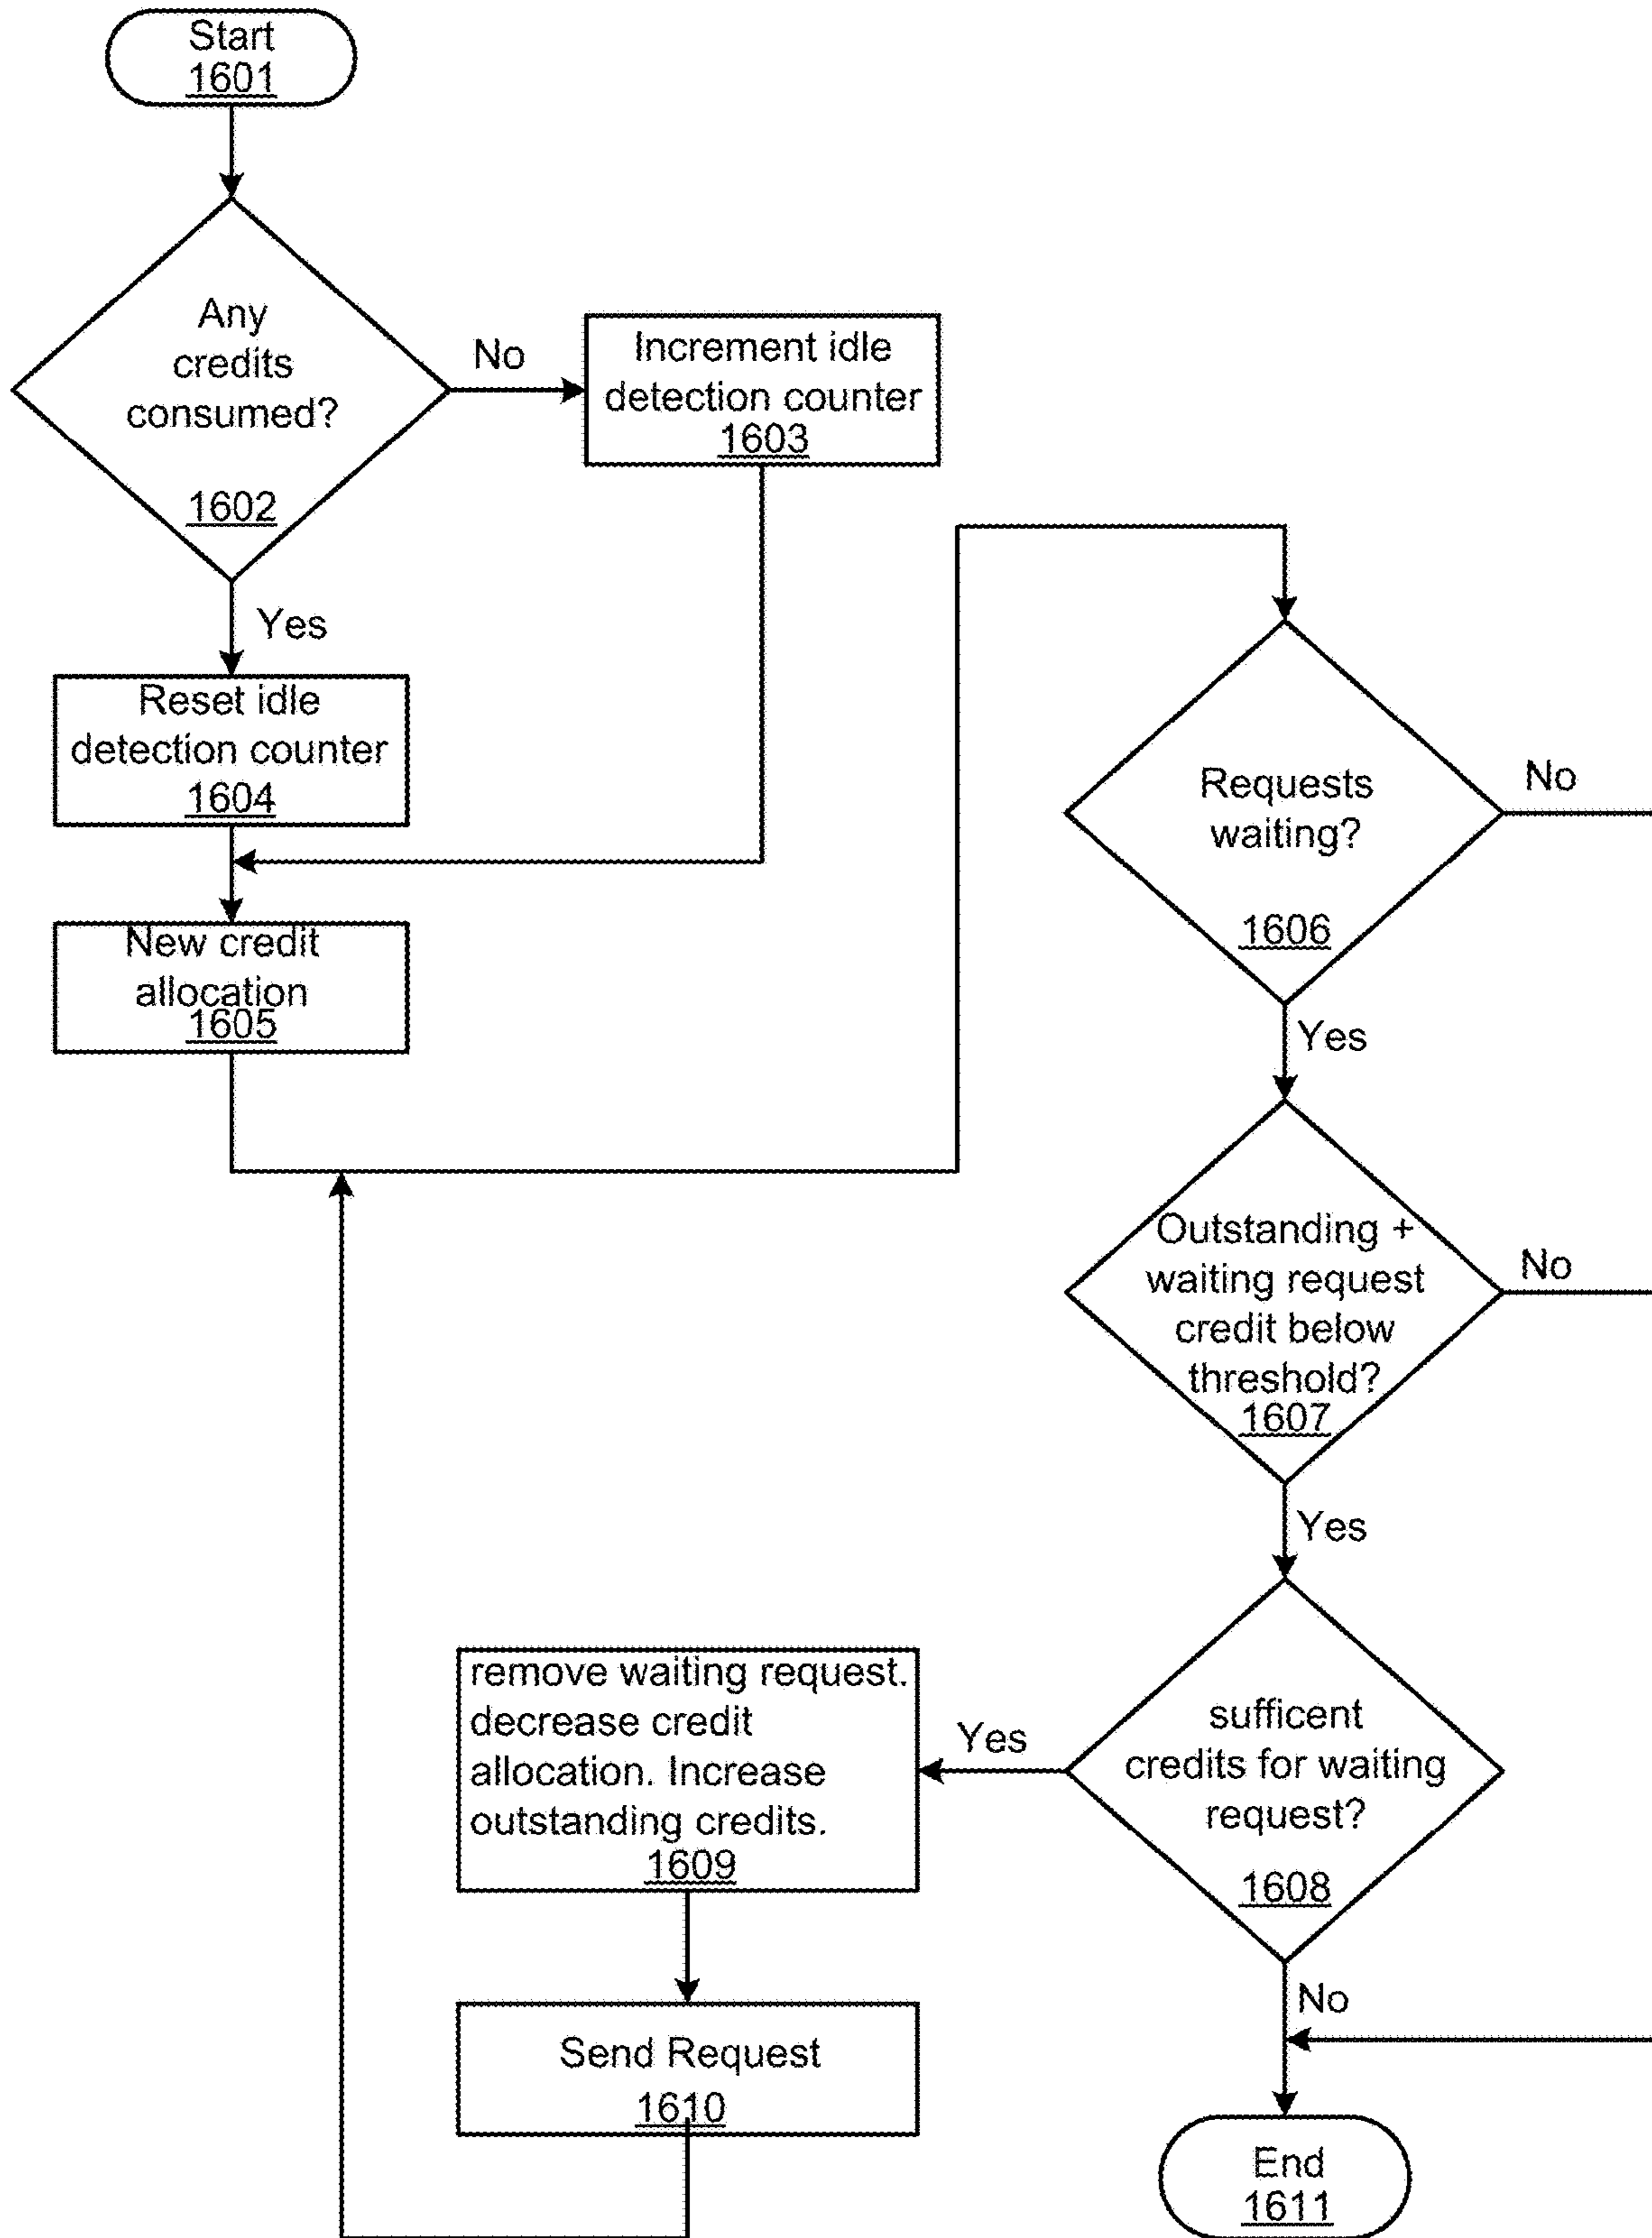 Start
1601
Any
credits
consumed?
1602
No
Increment idle
detection counter
1603
Yes
Reset idle
detection counter
1604
New credit
allocation
1605
Requests
waiting?
1606
No
Yes
Outstanding +
waiting request
credit below
threshold?
1607
No
Yes
sufficent
credits for waiting
request?
1608
Yes
remove waiting request.
decrease credit
allocation. Increase
outstanding credits.
1609
Send Request
1610
No
End
1611